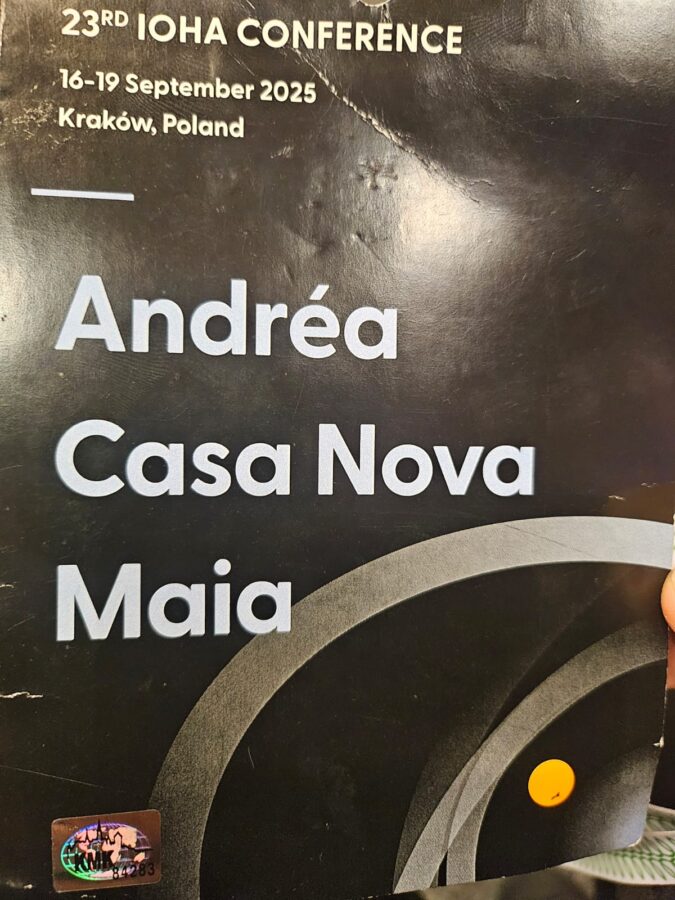 23RD IOHA CONFERENCE
16-19 September 2025
Kraków, Poland
Andréa
Casa Nova
Maia
KMK
84283